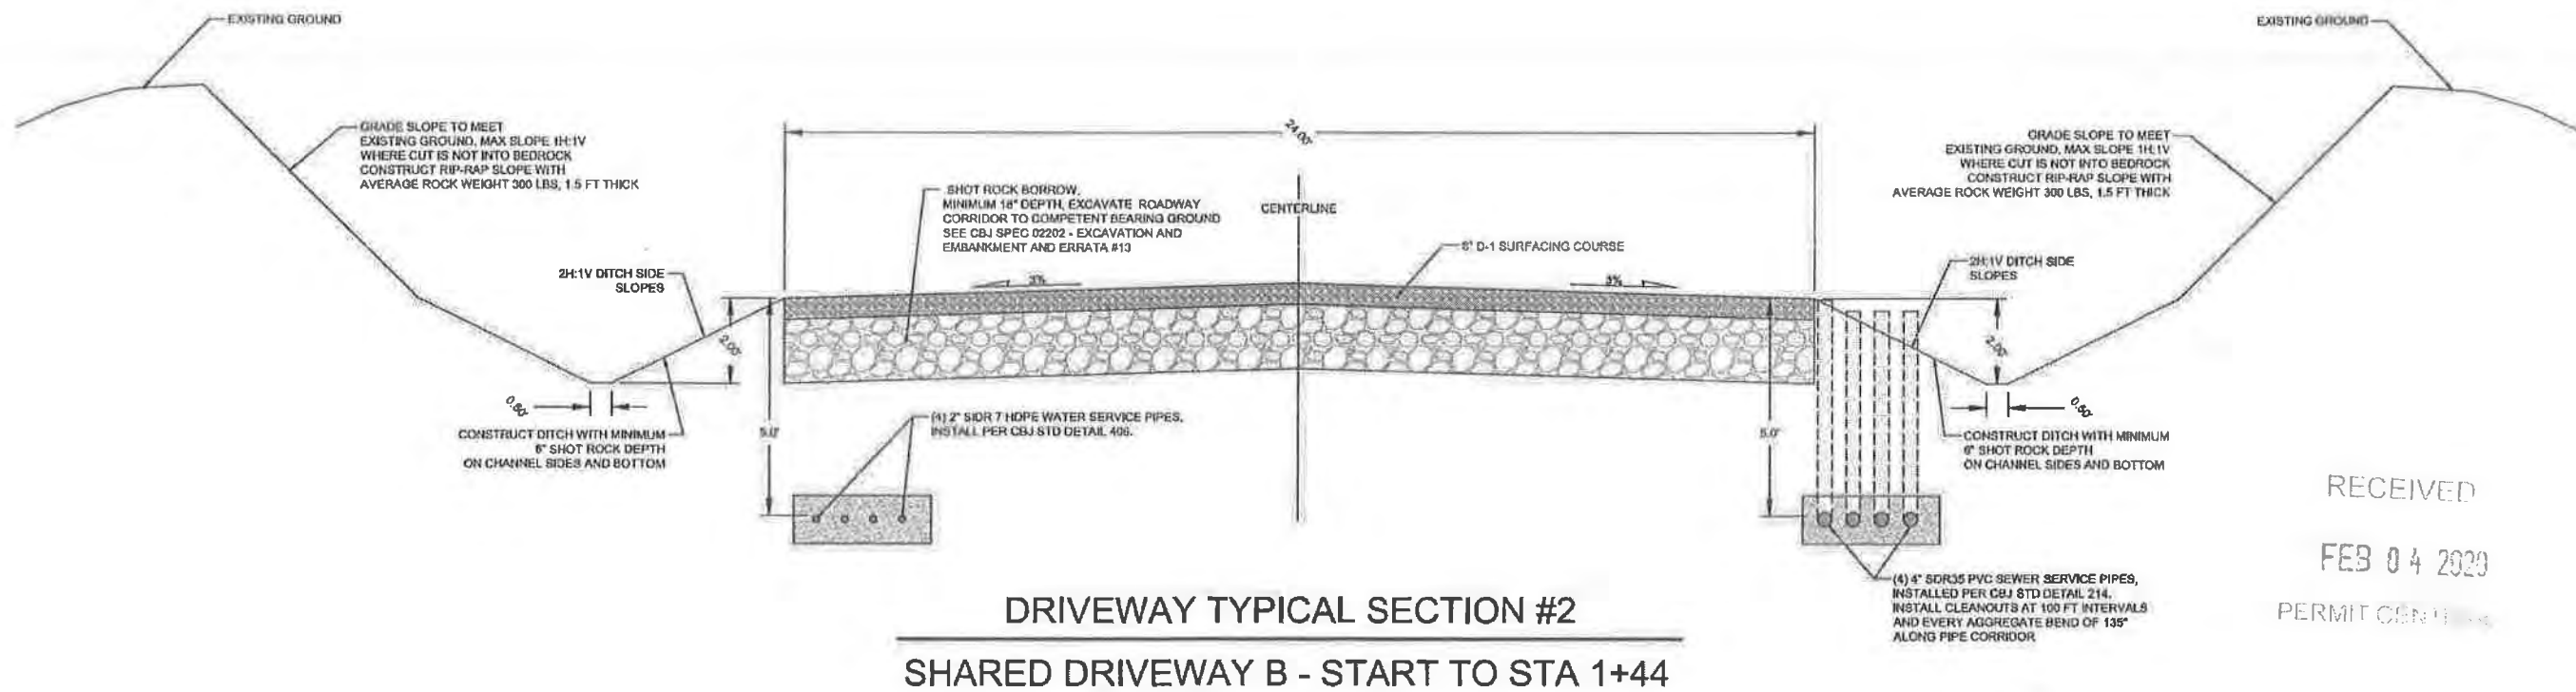 EXISTING GROUND
EXISTING GROUND
GRADE SLOPE TO MEET
EXISTING GROUND, MAX SLOPE 1H:1V
WHERE CUT IS NOT INTO BEDROCK
CONSTRUCT RIP-RAP SLOPE WITH
AVERAGE ROCK WEIGHT 300 LBS, 1.5 FT THICK
24.00'
GRADE SLOPE TO MEET
EXISTING GROUND, MAX SLOPE 1H:1V
WHERE CUT IS NOT INTO BEDROCK
CONSTRUCT RIP-RAP SLOPE WITH
AVERAGE ROCK WEIGHT 300 LBS, 1.5 FT THICK
SHOT ROCK BORROW,
MINIMUM 18" DEPTH, EXCAVATE ROADWAY
CORRIDOR TO COMPETENT BEARING GROUND
SEE CBJ SPEC 02202 - EXCAVATION AND
EMBANKMENT AND ERRATA #13
CENTERLINE
D-1 SURFACING COURSE
2H:1V DITCH SIDE
SLOPES
3%
3%
2H:1V DITCH SIDE
SLOPES
2.00'
2.00'
0.50'
0.50'
CONSTRUCT DITCH WITH MINIMUM
6" SHOT ROCK DEPTH
ON CHANNEL SIDES AND BOTTOM
5.0'
(4) 2" SIDR 7 HDPE WATER SERVICE PIPES,
INSTALL PER CBJ STD DETAIL 406.
5.0'
CONSTRUCT DITCH WITH MINIMUM
6" SHOT ROCK DEPTH
ON CHANNEL SIDES AND BOTTOM
RECEIVED
FEB 04 2020
PERMIT
(4) 4" SDR35 PVC SEWER SERVICE PIPES,
INSTALLED PER CBJ STD DETAIL 214.
INSTALL CLEANOUTS AT 100 FT INTERVALS
AND EVERY AGGREGATE BEND OF 135°
ALONG PIPE CORRIDOR
DRIVEWAY TYPICAL SECTION #2
SHARED DRIVEWAY B - START TO STA 1+44